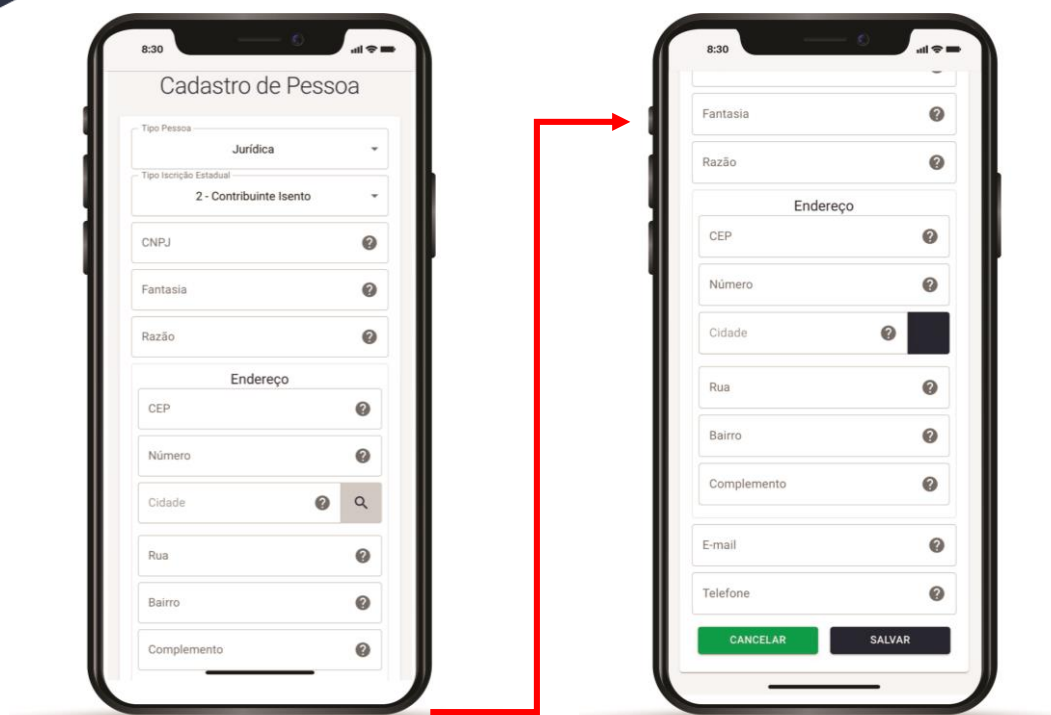 8:30
Cadastro de Pessoa
Tipo Pessoa
Jurídica
Tipo Iscrição Estadual
2 - Contribuinte Isento
CNPJ
Fantasia
Razão
Endereço
CEP
Número
Cidade
Rua
Bairro
Complemento
8:30
Fantasia
Razão
Endereço
CEP
Número
Cidade
Rua
Bairro
Complemento
E-mail
Telefone
CANCELAR SALVAR